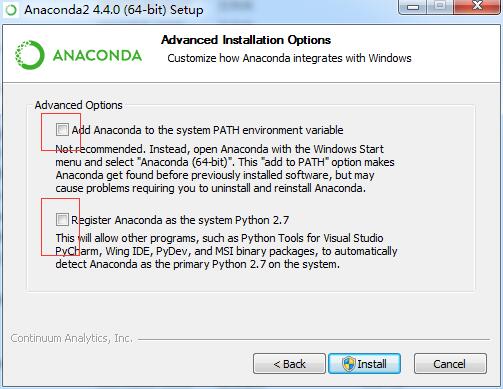 Anaconda2 4.4.0 (64-bit) Setup
ANACONDA
Advanced Installation Options
Customize how Anaconda integrates with Windows
Advanced Options
Add Anaconda to the system PATH environment variable
Not recommended. Instead, open Anaconda with the Windows Start
menu and select "Anaconda (64-bit)". This "add to PATH" option makes
Anaconda get found before previously installed software, but may
cause problems requiring you to uninstall and reinstall Anaconda.
Register Anaconda as the system Python 2.7
This will allow other programs, such as Python Tools for Visual Studio
PyCharm, Wing IDE, PyDev, and MSI binary packages, to automatically
detect Anaconda as the primary Python 2.7 on the system.
Continuum Analytics, Inc.
< Back
Install
Cancel